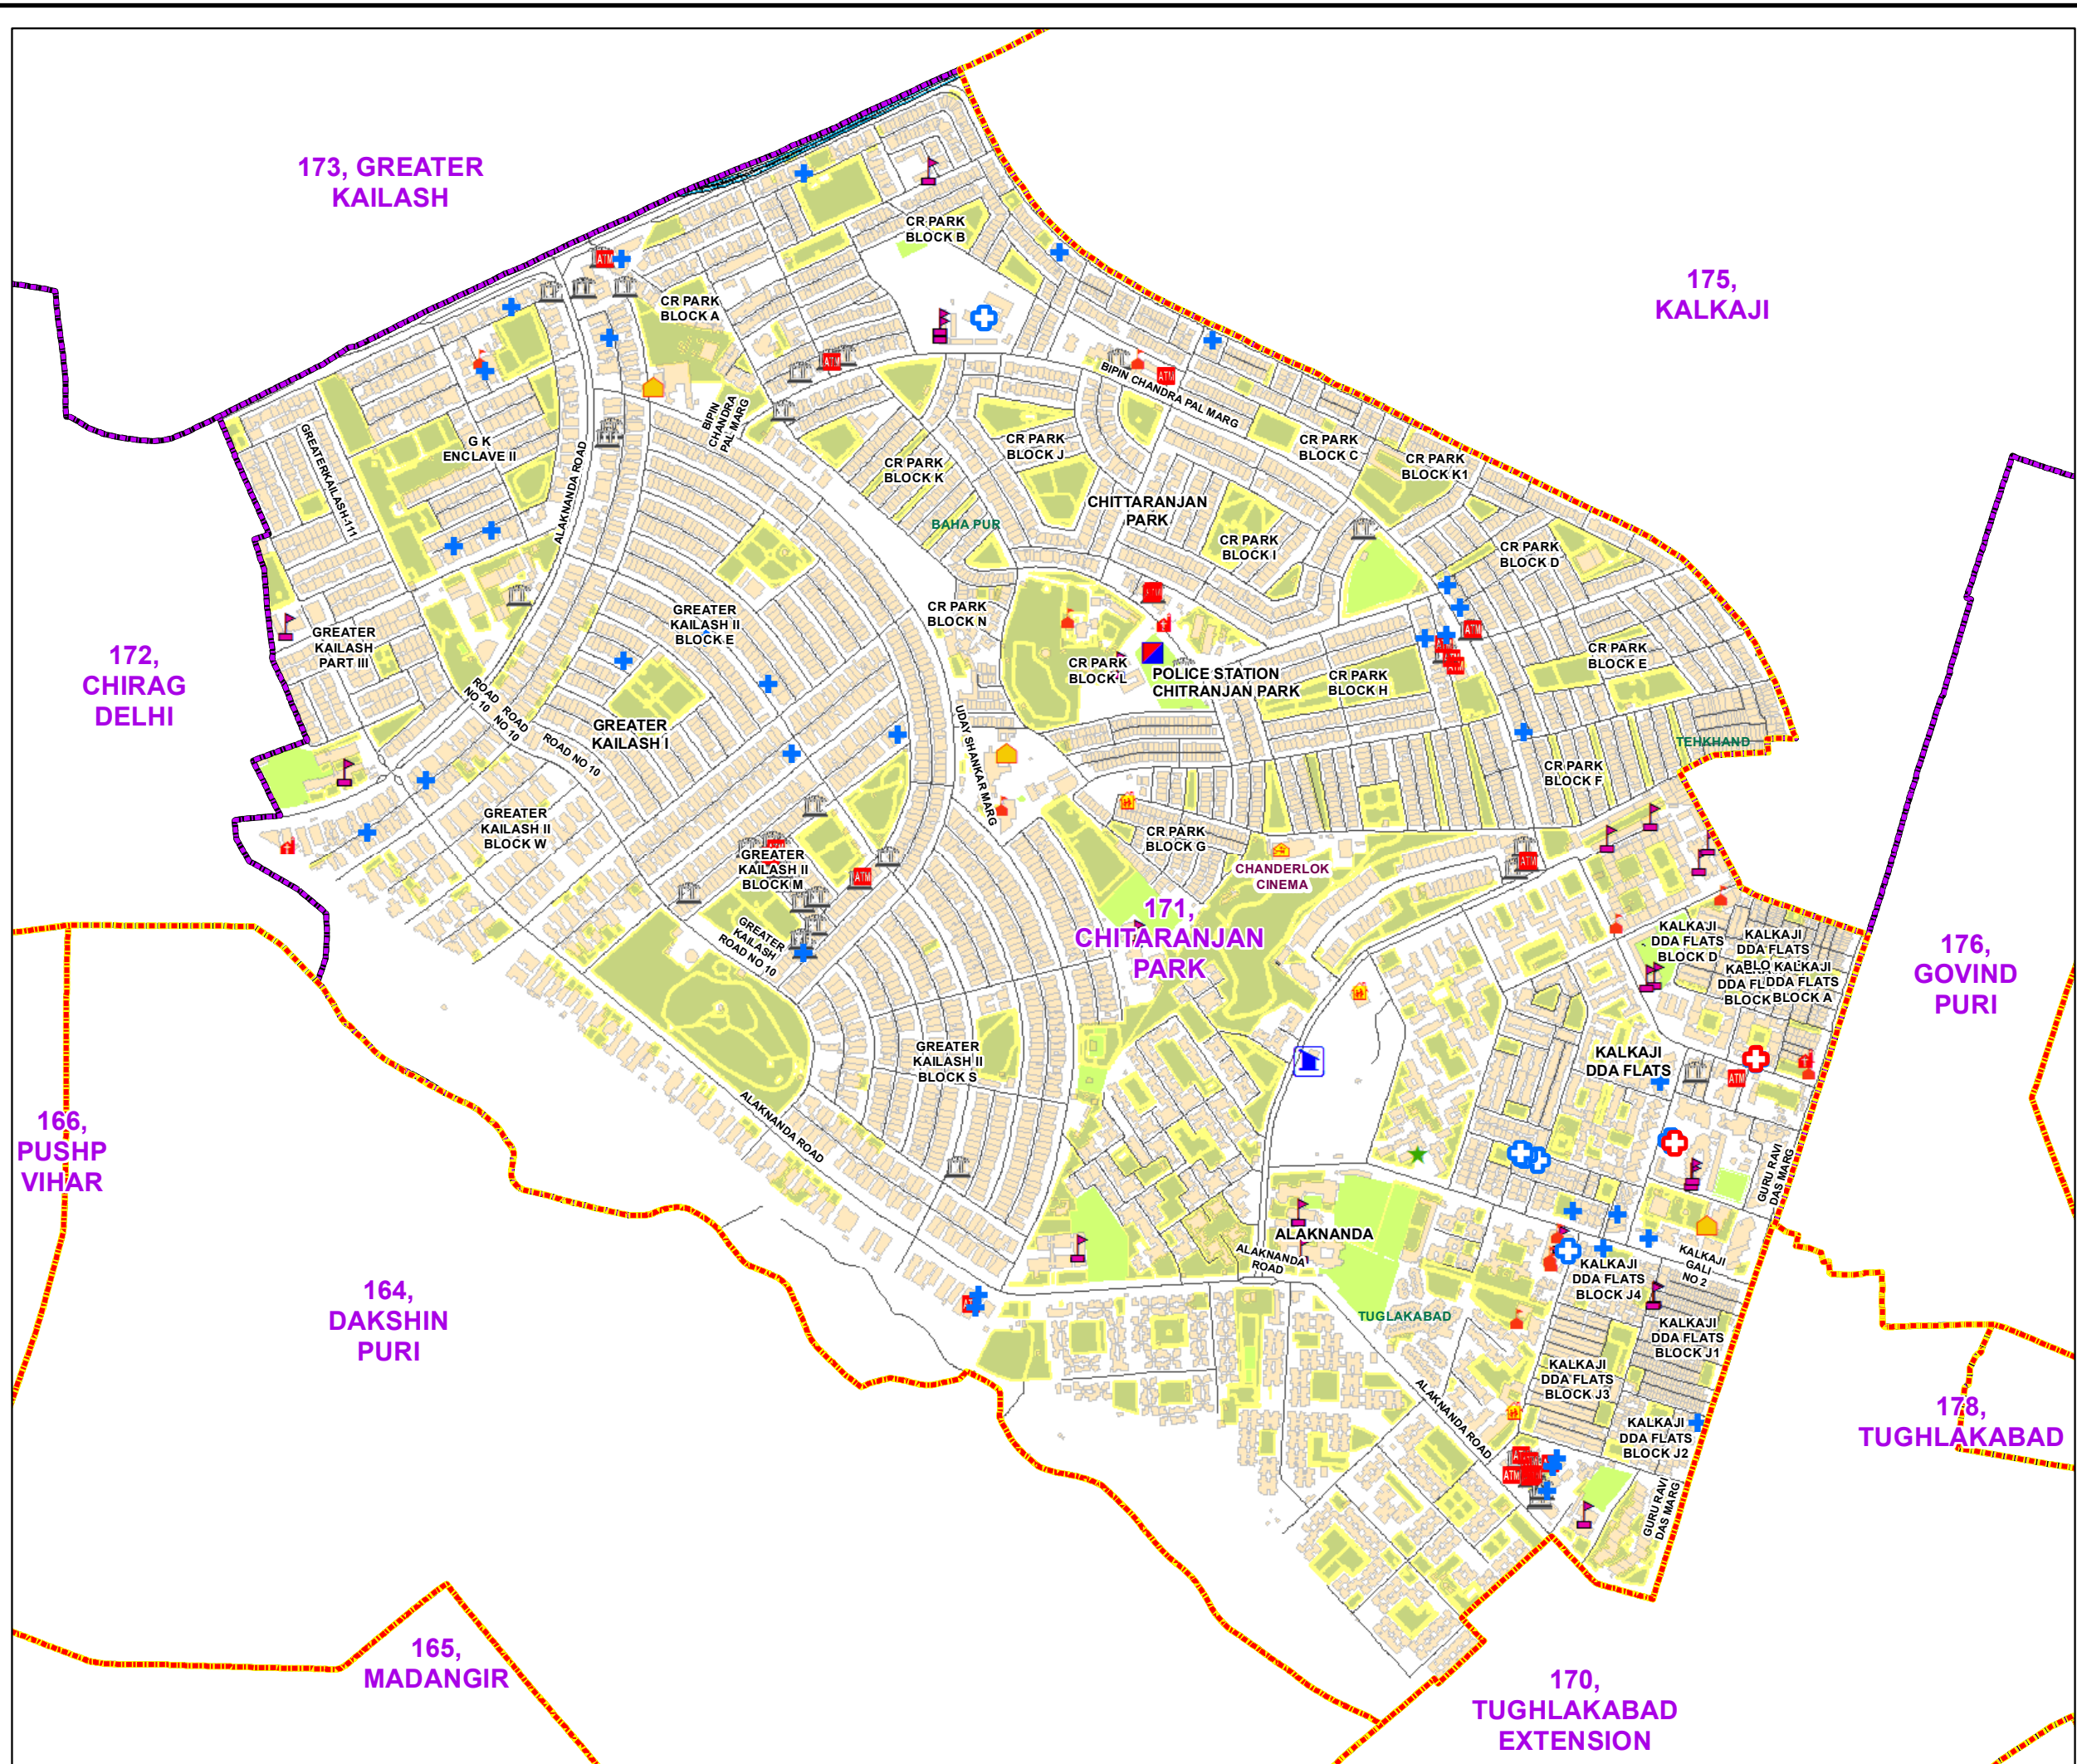 173, GREATER
KAILASH
175,
KALKAJI
CR PARK
BLOCK B
ATM
CR PARK
BLOCK A
ATM
BIPIN CHANDRA PAL MARG
ATM
BIPIN
CHANDRA
PAL MARG
GREATERKAILASH-111
G K
ENCLAVE II
ALAKNANDA ROAD
CR PARK
BLOCK J
CR PARK
BLOCK C
CR PARK
BLOCK K
CR PARK
BLOCK K1
CHITTARANJAN
PARK
BAHA PUR
CR PARK
BLOCK I
CR PARK
BLOCK D
172,
CHIRAG
DELHI
GREATER
KAILASH
PART III
GREATER
KAILASH II
BLOCK E
CR PARK
BLOCK N
ATM
CR PARK
BLOCK L
POLICE STATION
CHITRANJAN PARK
CR PARK
BLOCK H
CR PARK
BLOCK E
ROAD
NO 10
ROAD
NO 10
ROAD NO 10
GREATER
KAILASH I
UDAY SHANKAR MARG
TEHKHAND
CR PARK
BLOCK F
GREATER
KAILASH II
BLOCK W
GREATER
KAILASH II
BLOCK M
ATM
CR PARK
BLOCK G
CHANDERLOK
CINEMA
ATM
GREATER
KAILASH
ROAD NO 10
171,
CHITARANJAN
PARK
KALKAJI
DDA FLATS
BLOCK D
KALKAJI
DDA FLATS
KALKAJI
DDA FLATS
BLOCK A
176,
GOVIND
PURI
GREATER
KAILASH II
BLOCK S
KALKAJI
DDA FLATS
ATM
166,
PUSHP
VIHAR
ALAKNANDA ROAD
GURU RAVI
DAS MARG
ALAKNANDA
ALAKNANDA
ROAD
KALKAJI
GALI
NO 2
KALKAJI
DDA FLATS
BLOCK J4
164,
DAKSHIN
PURI
TUGLAKABAD
KALKAJI
DDA FLATS
BLOCK J1
KALKAJI
DDA FLATS
BLOCK J3
ALAKNANDA ROAD
KALKAJI
DDA FLATS
BLOCK J2
178,
TUGHLAKABAD
ATM
GURU RAVI
DAS MARG
165,
MADANGIR
170,
TUGHLAKABAD
EXTENSION